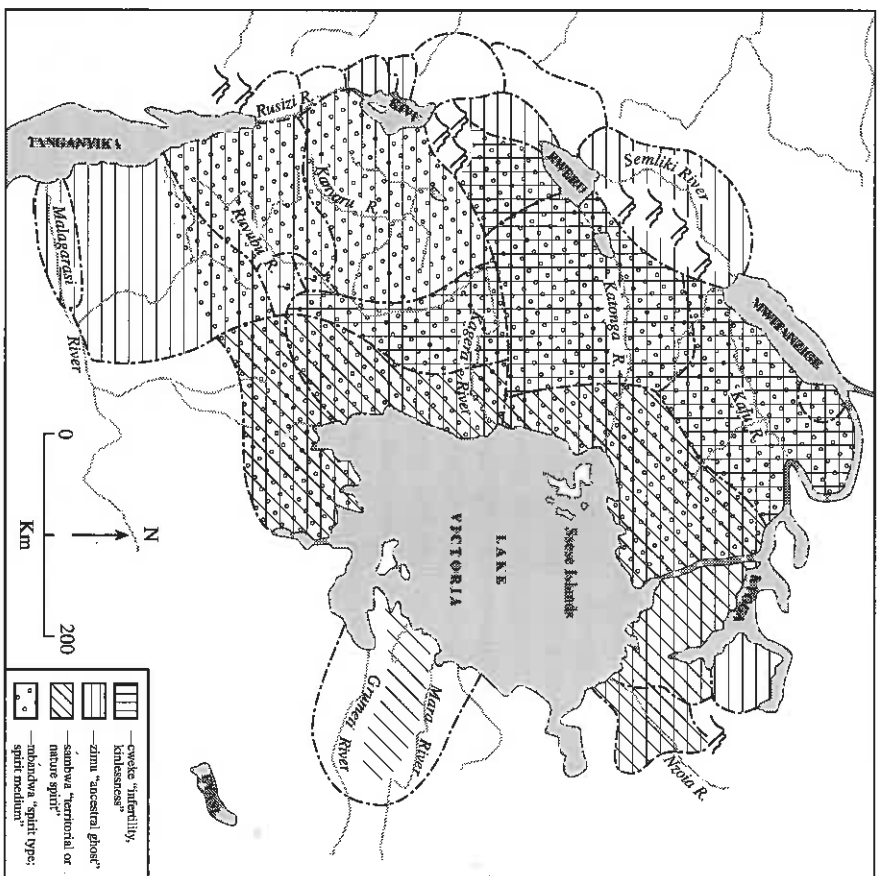 Semliki River
MWITANZIGE
Kafu R.
Katonga R.
RWERU
KIVU
Rusizi R.
TANGANYIKA
Kanyaru R.
Ruvubu R.
Kagera River
Malagarasi River
Ssese Islands
LAKE
VICTORIA
KYOGA
Nzoia R.
Mara River
Grumeti River
EYASI
0 200
Km
N
—cweke "infertility,
kinlessness"
—zimu "ancestral ghost"
—sambwa "territorial or
nature spirit"
—mbandwa "spirit type;
spirit medium"